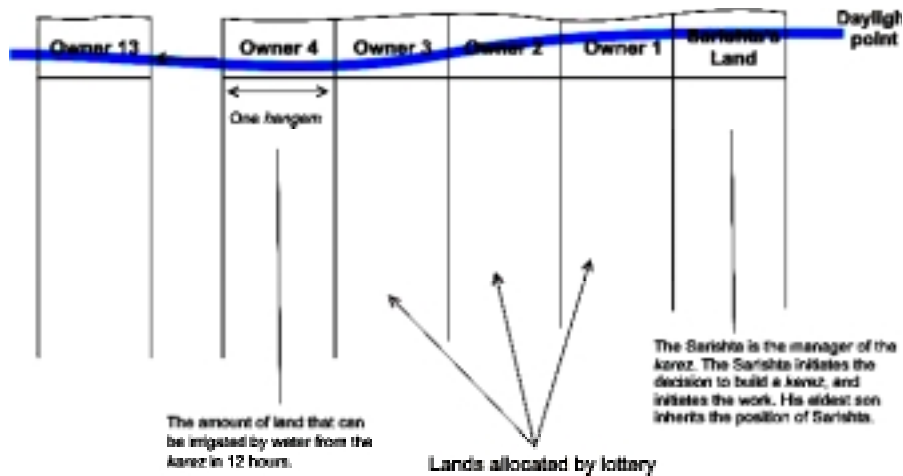 Daylight
point
Owner 13
Owner 4
Owner 3
Owner 2
Owner 1
Sarishta's
Land
One hangam
The Sarishta is the manager of the
karez. The Sarishta initiates the
decision to build a karez, and
initiates the work. His eldest son
inherits the position of Sarishta.
The amount of land that can
be irrigated by water from the
karez in 12 hours.
Lands allocated by lottery